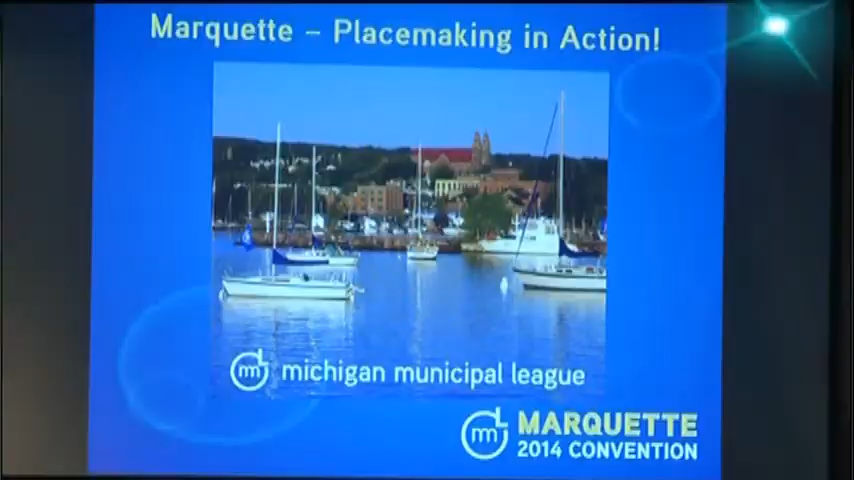 Marquette – Placemaking in Action!
michigan municipal league
MARQUETTE
2014 CONVENTION